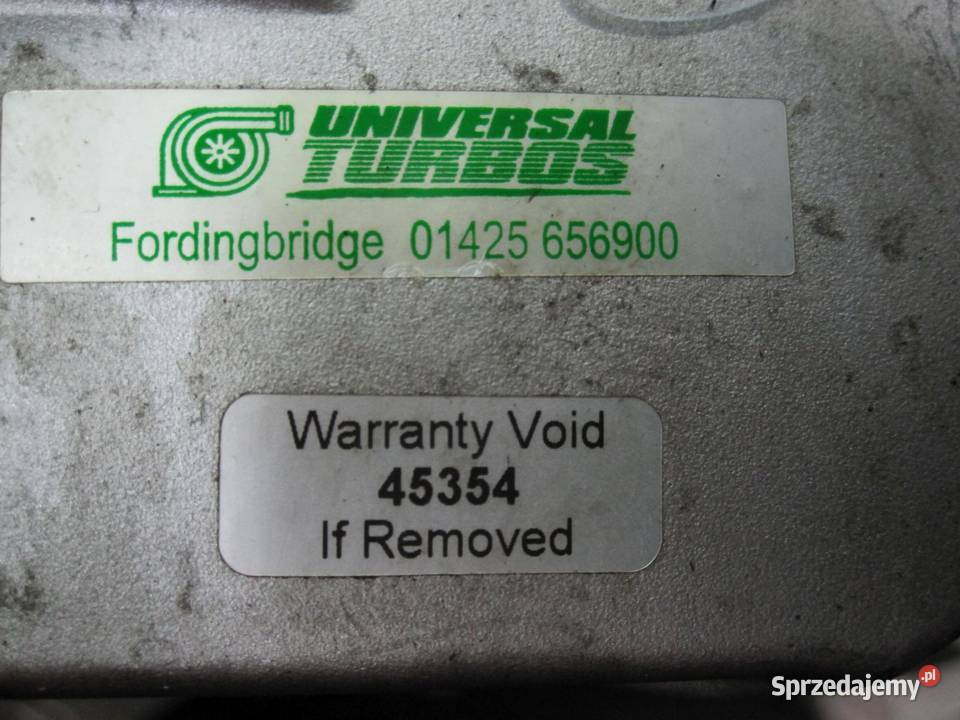 UNIVERSAL
TURBOS
Fordingbridge 01425 656900
Warranty Void
45354
If Removed
Sprzedajemy.pl